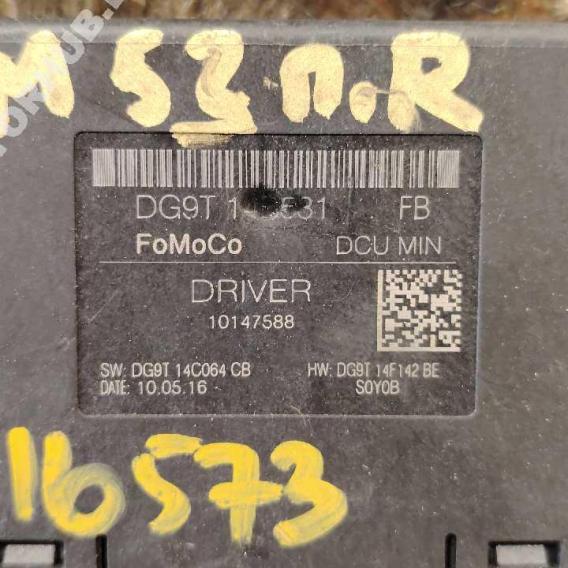 M 53 п.R
DG9T FB
FoMoCo DCU MIN
DRIVER
10147588
SW: DG9T 14C064 CB HW: DG9T 14F142 BE
DATE: 10.05.16 S0Y0B
16573